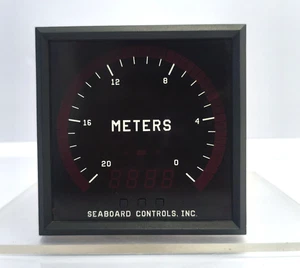 12 8
16 METERS 4
20 0
SEABOARD CONTROLS, INC.